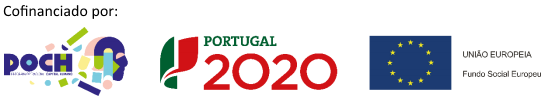 Cofinanciado por:
POCH
PORTUGAL
2020
UNIÃO EUROPEIA
Fundo Social Europeu